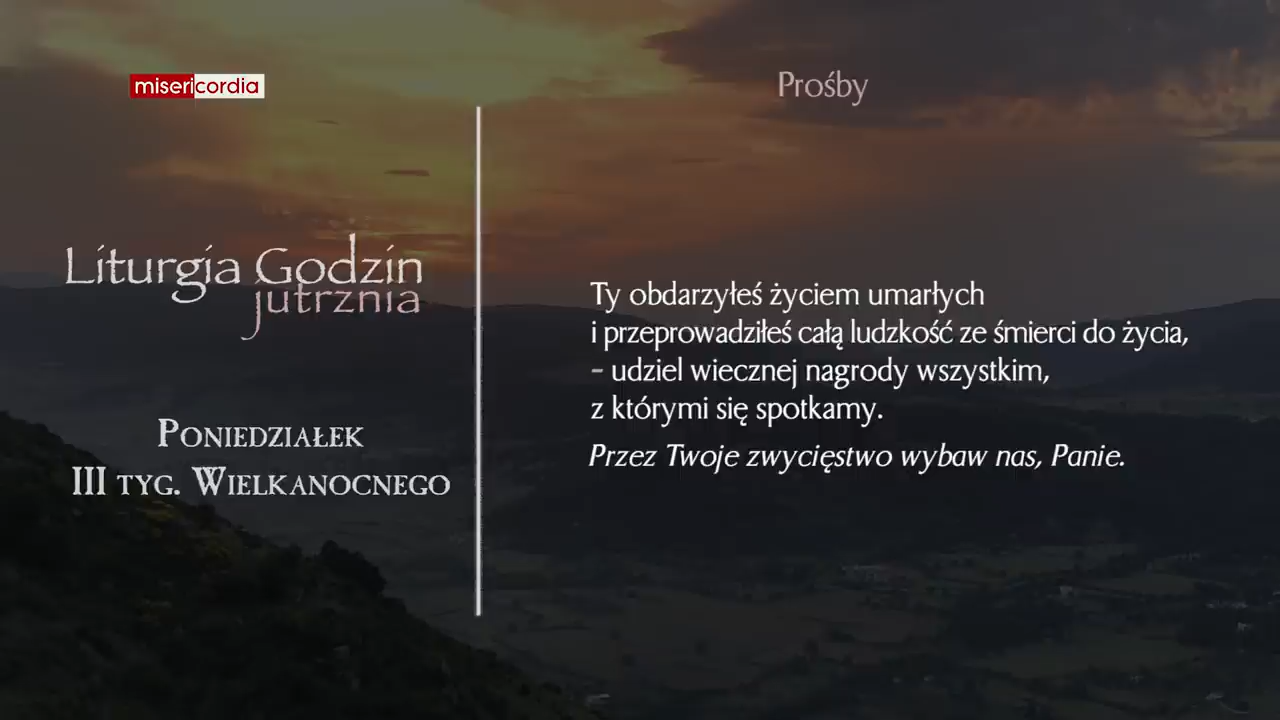 misericordia
Prośby
Liturgia Godzin
jutrznia
Poniedziałek
III tyg. Wielkanocnego
Ty obdarzyłeś życiem umarłych
i przeprowadziłeś całą ludzkość ze śmierci do życia,
- udziel wiecznej nagrody wszystkim,
z którymi się spotkamy.
Przez Twoje zwycięstwo wybaw nas, Panie.